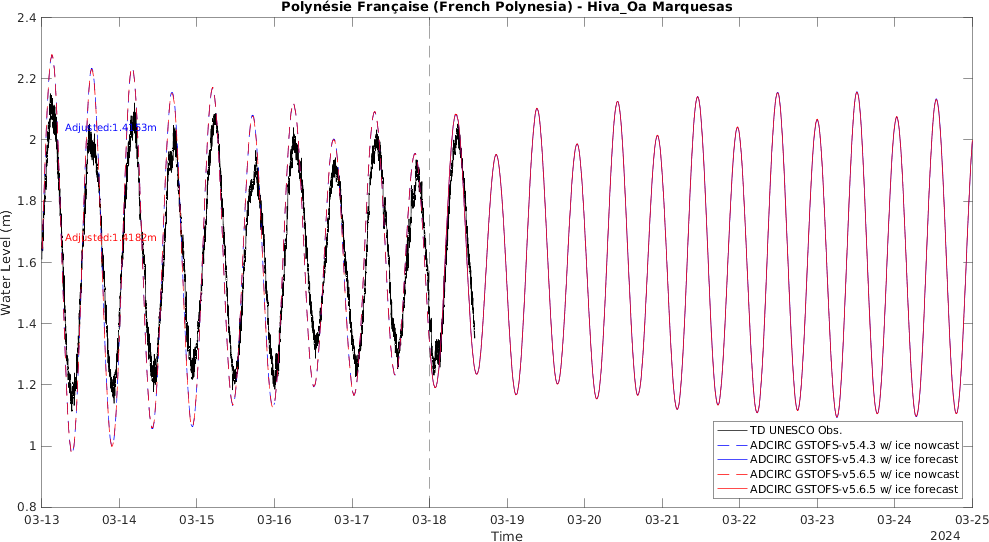 Polynésie Française (French Polynesia) - Hiva_Oa Marquesas
2.4
2.2
2
1.8
1.6
1.4
1.2
1
0.8
Water Level (m)
Adjusted:1.4182m
03-13
03-14
03-15
03-16
03-17
03-18
03-19
03-20
03-21
03-22
03-23
03-24
03-25
Time
2024
TD UNESCO Obs.
ADCIRC GSTOFS-v5.4.3 w/ ice nowcast
ADCIRC GSTOFS-v5.4.3 w/ ice forecast
ADCIRC GSTOFS-v5.6.5 w/ ice nowcast
ADCIRC GSTOFS-v5.6.5 w/ ice forecast